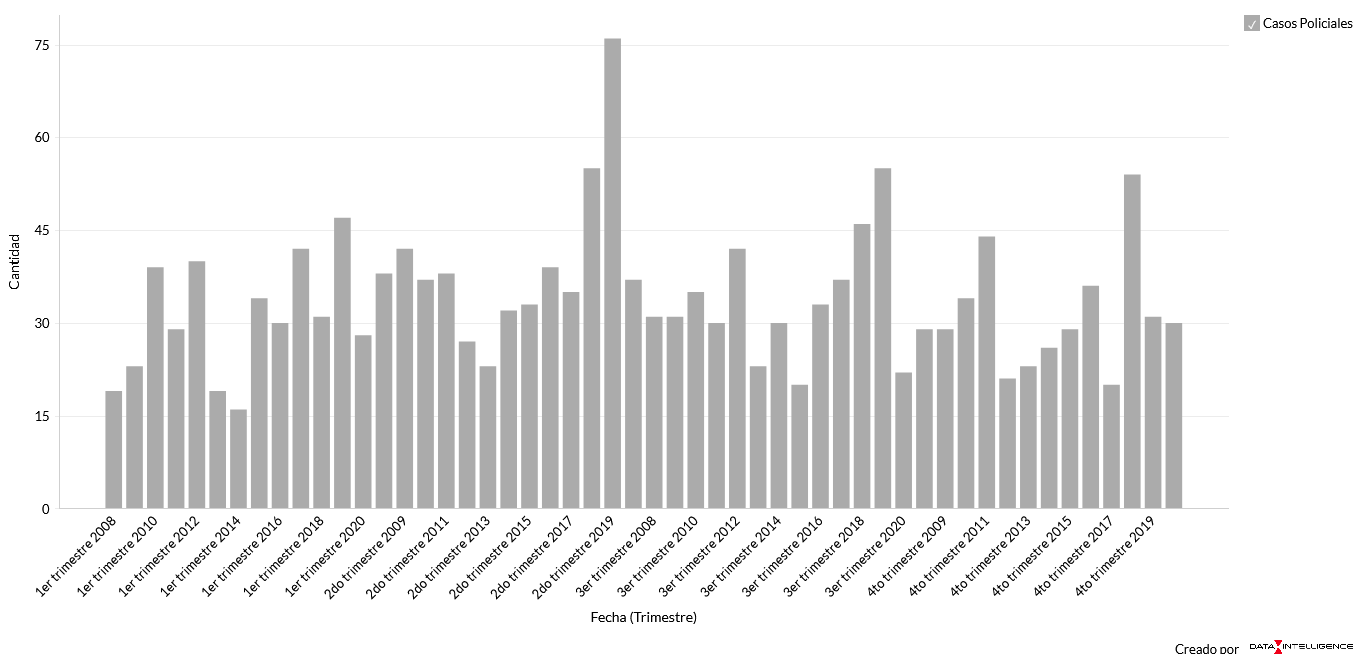 Casos Policiales
75
60
45
30
15
0
Cantidad
1er trimestre 2008
1er trimestre 2010
1er trimestre 2012
1er trimestre 2014
1er trimestre 2016
1er trimestre 2018
1er trimestre 2020
2do trimestre 2009
2do trimestre 2011
2do trimestre 2013
2do trimestre 2015
2do trimestre 2017
2do trimestre 2019
3er trimestre 2008
3er trimestre 2010
3er trimestre 2012
3er trimestre 2014
3er trimestre 2016
3er trimestre 2018
3er trimestre 2020
4to trimestre 2009
4to trimestre 2011
4to trimestre 2013
4to trimestre 2015
4to trimestre 2017
4to trimestre 2019
Fecha (Trimestre)
Creado por DATA INTELLIGENCE